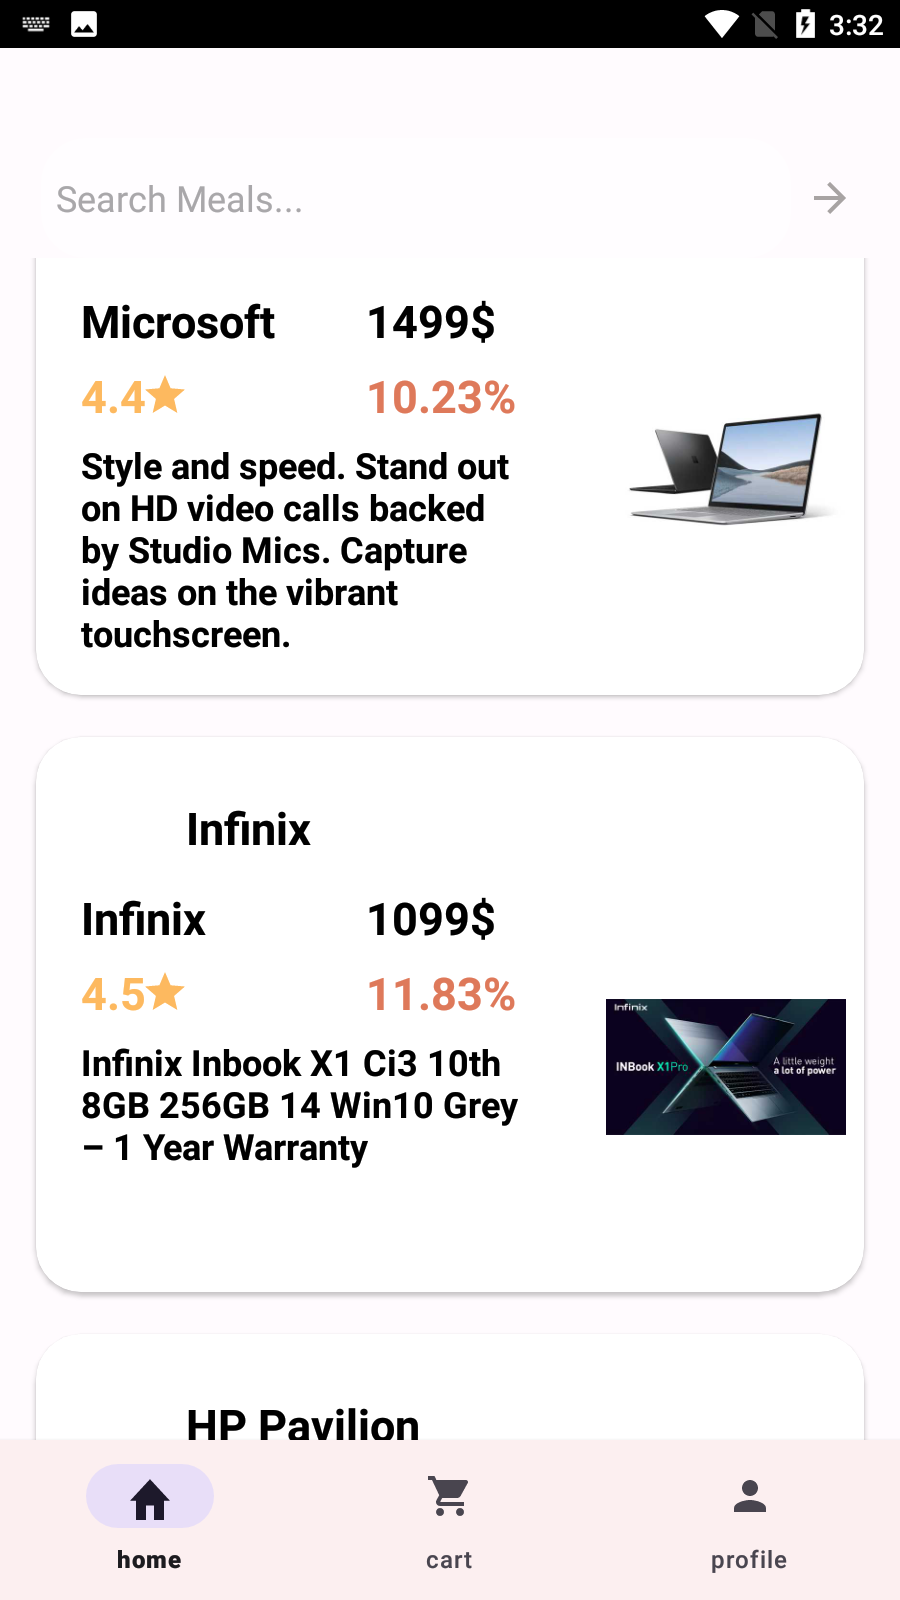 3:32
Search Meals...
Microsoft 1499$
4.4 10.23%
Style and speed. Stand out
on HD video calls backed
by Studio Mics. Capture
ideas on the vibrant
touchscreen.
Infinix
Infinix 1099$
4.5 11.83%
Infinix Inbook X1 Ci3 10th
8GB 256GB 14 Win10 Grey
– 1 Year Warranty
Infinix
INBook X1Pro
A little weight
a lot of power
HP Pavilion
home cart profile